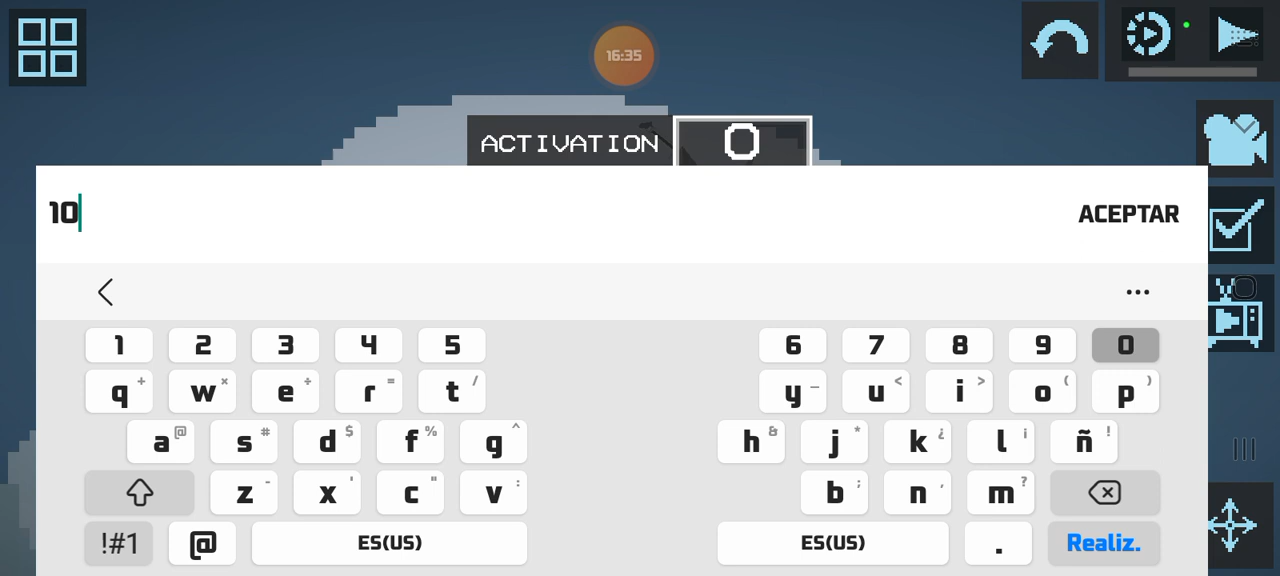 16:35
ACTIVATION 0
10 ACEPTAR
...
1 2 3 4 5 6 7 8 9 0
q + w × e ÷ r = t / y _ u < i > o ( p )
a @ s # d $ f % g ^ h & j * k ¿ l ¡ ñ !
z - x ' c " v : b ; n , m ?
!#1 @ ES(US) ES(US) . Realiz.